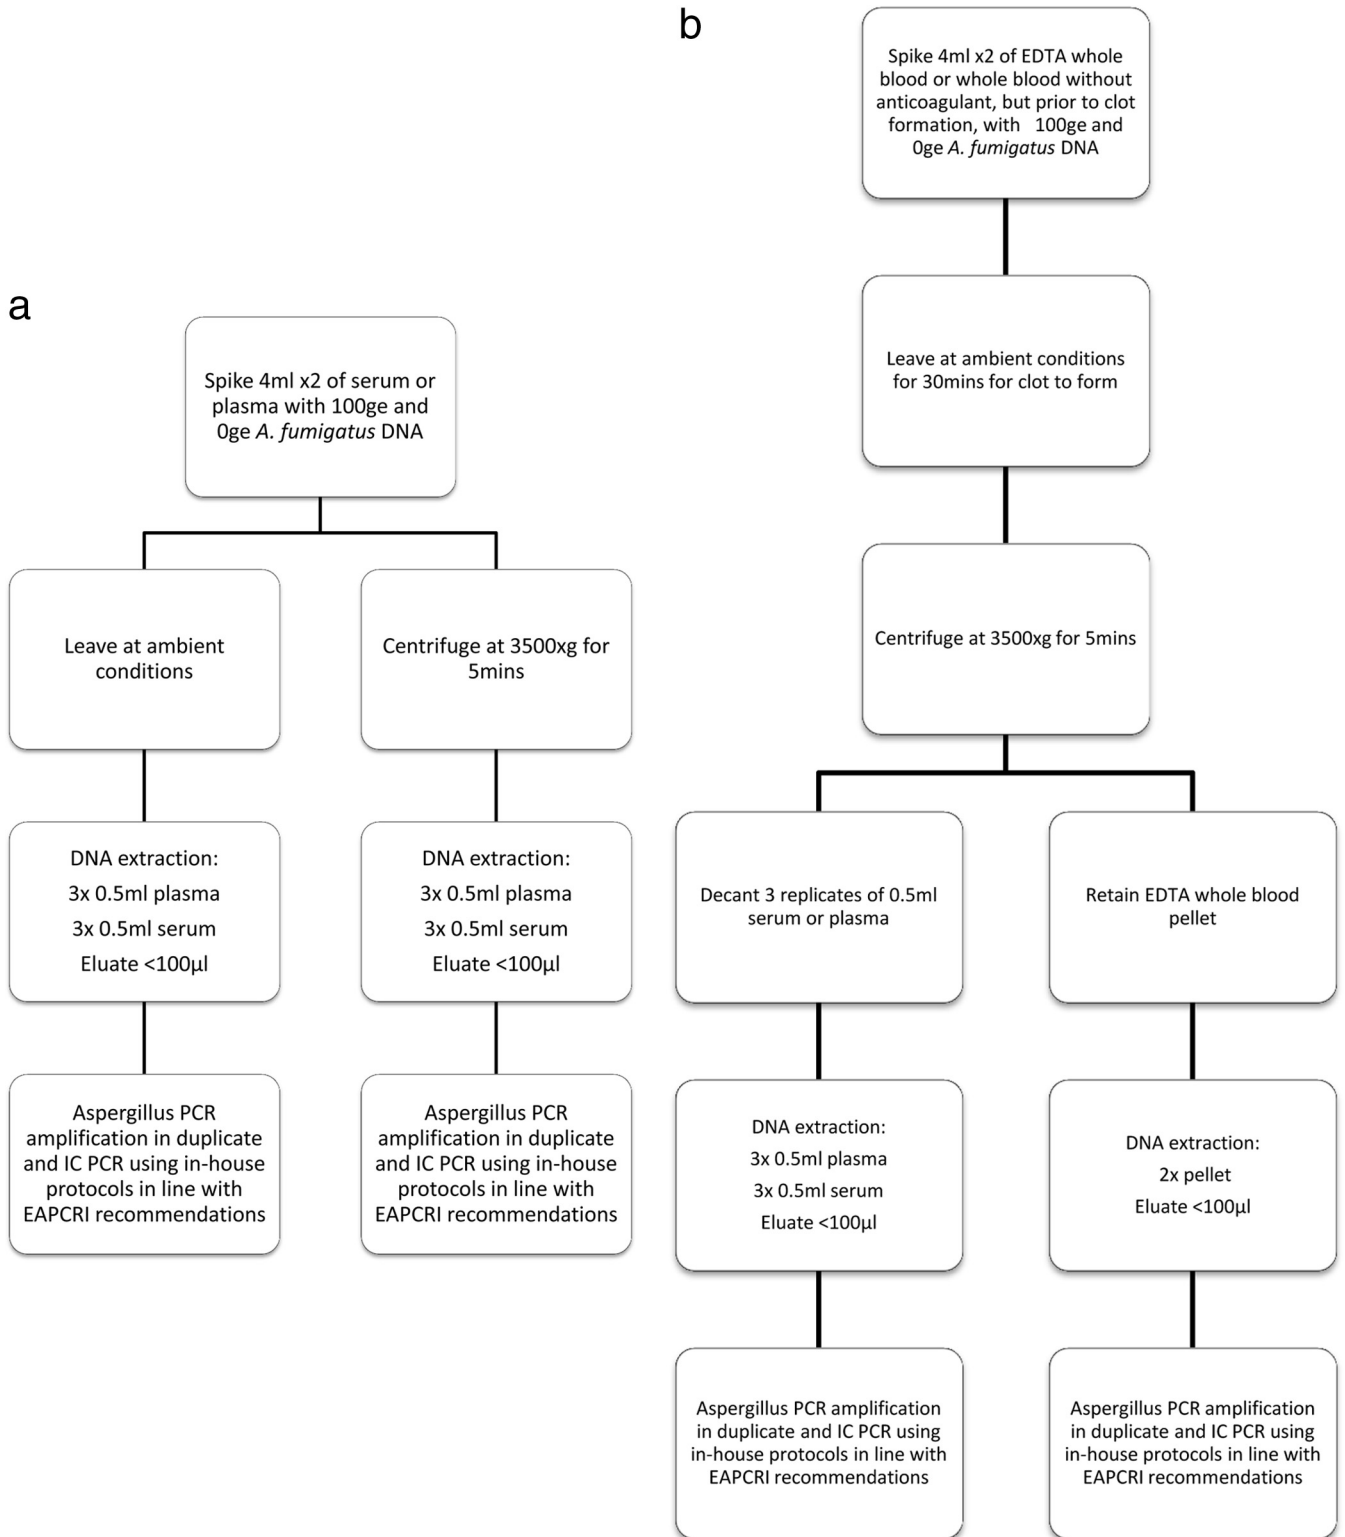 a
Spike 4ml x2 of serum or
plasma with 100ge and
0ge A. fumigatus DNA
Leave at ambient
conditions
Centrifuge at 3500xg for
5mins
DNA extraction:
3x 0.5ml plasma
3x 0.5ml serum
Eluate <100µl
DNA extraction:
3x 0.5ml plasma
3x 0.5ml serum
Eluate <100µl
Aspergillus PCR
amplification in duplicate
and IC PCR using in-house
protocols in line with
EAPCRI recommendations
Aspergillus PCR
amplification in duplicate
and IC PCR using in-house
protocols in line with
EAPCRI recommendations
b
Spike 4ml x2 of EDTA whole
blood or whole blood without
anticoagulant, but prior to clot
formation, with 100ge and
0ge A. fumigatus DNA
Leave at ambient conditions
for 30mins for clot to form
Centrifuge at 3500xg for 5mins
Decant 3 replicates of 0.5ml
serum or plasma
Retain EDTA whole blood
pellet
DNA extraction:
3x 0.5ml plasma
3x 0.5ml serum
Eluate <100µl
DNA extraction:
2x pellet
Eluate <100µl
Aspergillus PCR amplification
in duplicate and IC PCR using
in-house protocols in line with
EAPCRI recommendations
Aspergillus PCR amplification
in duplicate and IC PCR using
in-house protocols in line with
EAPCRI recommendations